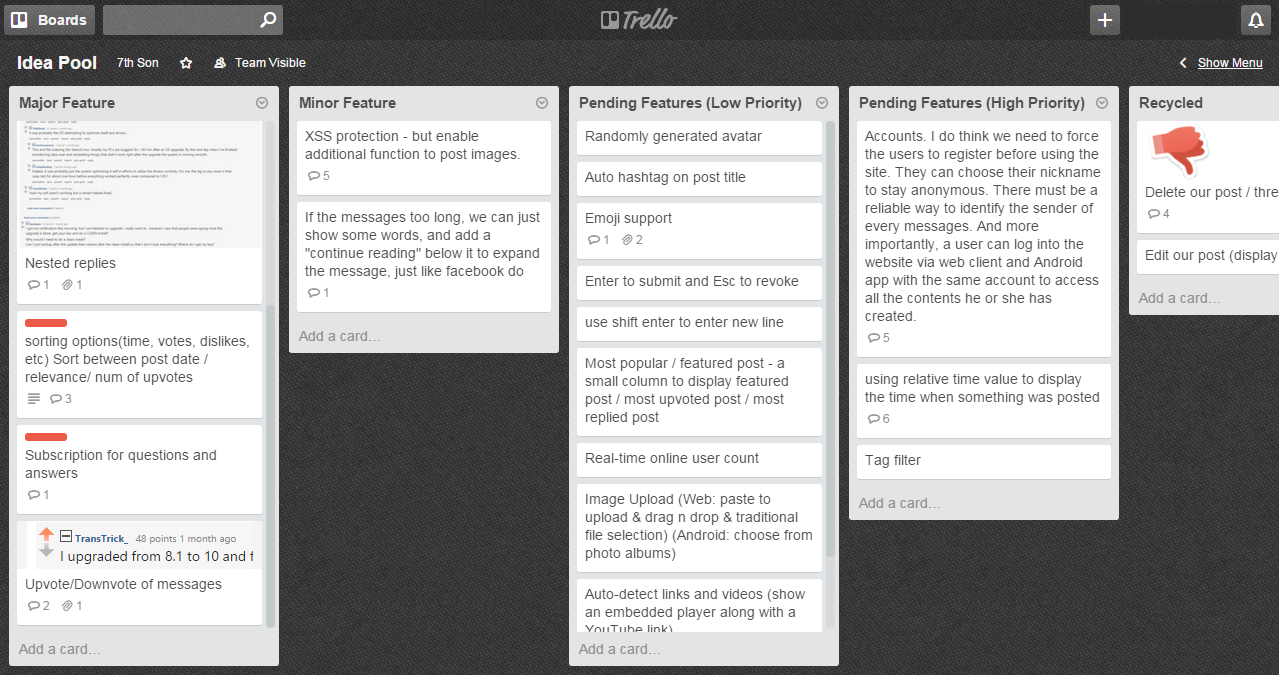 Boards
Trello
Idea Pool
7th Son
Team Visible
Show Menu
Major Feature
Nested replies
1 1
sorting options(time, votes, dislikes,
etc) Sort between post date /
relevance/ num of upvotes
3
Subscription for questions and
answers
1
TransTrick_ 48 points 1 month ago
I upgraded from 8.1 to 10 and f
Upvote/Downvote of messages
2 1
Add a card...
Minor Feature
XSS protection - but enable
additional function to post images.
5
if the messages too long, we can just
show some words, and add a
"continue reading" below it to expand
the message, just like facebook do
1
Add a card...
Pending Features (Low Priority)
Randomly generated avatar
Auto hashtag on post title
Emoji support
1 2
Enter to submit and Esc to revoke
use shift enter to enter new line
Most popular / featured post - a
small column to display featured
post / most upvoted post / most
replied post
Real-time online user count
Image Upload (Web: paste to
upload & drag n drop & traditional
file selection) (Android: choose from
photo albums)
Auto-detect links and videos (show
an embedded player along with a
YouTube link)
Add a card...
Pending Features (High Priority)
Accounts. I do think we need to force
the users to register before using the
site. They can choose their nickname
to stay anonymous. There must be a
reliable way to identify the sender of
every messages. And more
importantly, a user can log into the
website via web client and Android
app with the same account to access
all the contents he or she has
created.
5
using relative time value to display
the time when something was posted
6
Tag filter
Add a card...
Recycled
Delete our post / thre
4
Edit our post (display
Add a card...